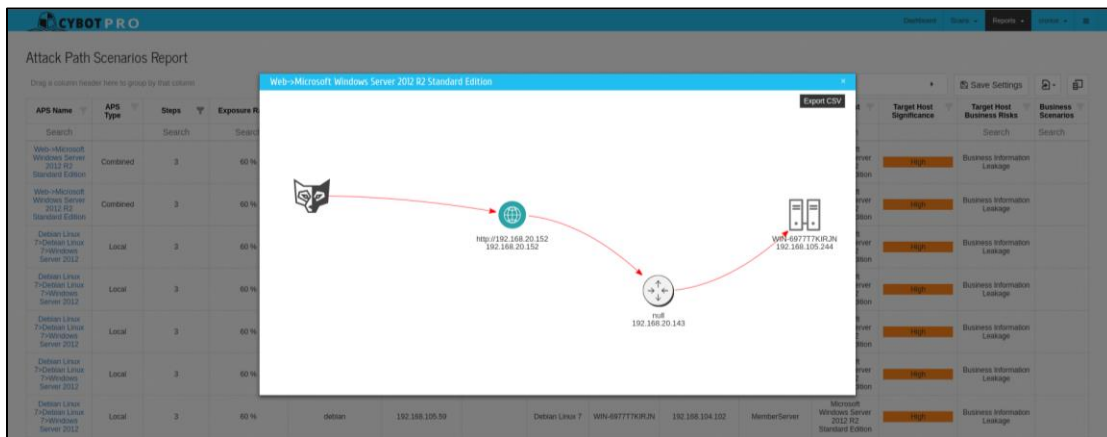 CYBOT PRO
Dashboard
Scans
Reports
Attack Path Scenarios Report
Drag a column header here to group by that column
Save Settings
Web->Microsoft Windows Server 2012 R2 Standard Edition
×
Export CSV
http://192.168.20.152
192.168.20.152
null
192.168.20.143
WIN-6977T7KIRJN
192.168.105.244
APS Name
APS Type
Steps
Exposure R
Target Host Significance
Target Host Business Risks
Business Scenarios
Search
Search
Search
Search
Search
Web->Microsoft
Windows Server
2012 R2
Standard Edition
Combined
3
60 %
High
Business Information
Leakage
Web->Microsoft
Windows Server
2012 R2
Standard Edition
Combined
3
60 %
High
Business Information
Leakage
Debian Linux
7>Debian Linux
7>Windows
Server 2012
Local
3
60 %
High
Business Information
Leakage
Debian Linux
7>Debian Linux
7>Windows
Server 2012
Local
3
60 %
High
Business Information
Leakage
Debian Linux
7>Debian Linux
7>Windows
Server 2012
Local
3
60 %
High
Business Information
Leakage
Debian Linux
7>Debian Linux
7>Windows
Server 2012
Local
3
60 %
High
Business Information
Leakage
Debian Linux
7>Debian Linux
7>Windows
Server 2012
Local
3
60 %
debian
192.168.105.59
Debian Linux 7
WIN-6977T7KIRJN
192.168.104.102
MemberServer
Microsoft
Windows Server
2012 R2
Standard Edition
High
Business Information
Leakage